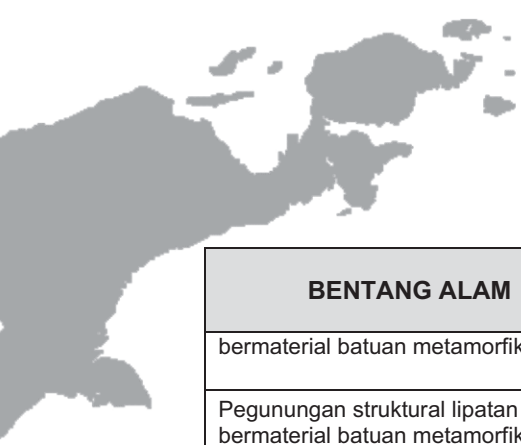 BENTANG ALAM
bermaterial batuan metamorfik
Pegunungan struktural lipatan
bermaterial batuan metamorfik